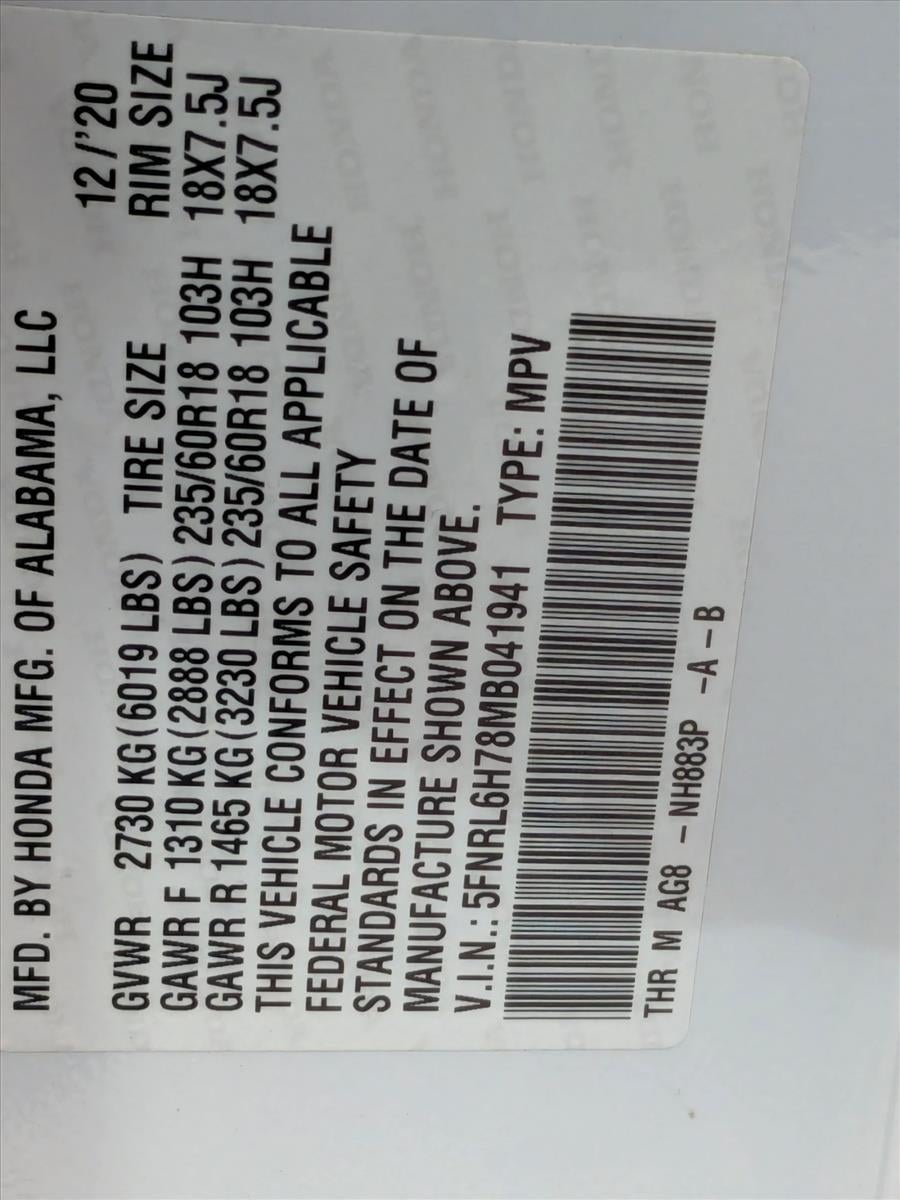 MFD. BY HONDA MFG. OF ALABAMA, LLC
12/'20
GVWR 2730 KG(6019 LBS) TIRE SIZE RIM SIZE
GAWR F 1310 KG(2888 LBS) 235/60R18 103H 18X7.5J
GAWR R 1465 KG(3230 LBS) 235/60R18 103H 18X7.5J
THIS VEHICLE CONFORMS TO ALL APPLICABLE
FEDERAL MOTOR VEHICLE SAFETY
STANDARDS IN EFFECT ON THE DATE OF
MANUFACTURE SHOWN ABOVE.
V.I.N.: 5FNRL6H78MB041941 TYPE: MPV
THR M AG8 - NH883P -A-B